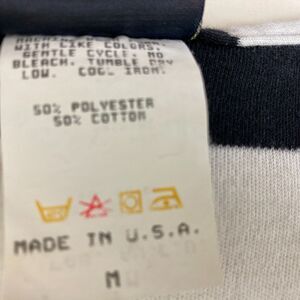 WITH LIKE COLORS,
GENTLE CYCLE. NO
BLEACH. TUMBLE DRY
LOW. COOL IRON.
50% POLYESTER
50% COTTON
MADE IN U.S.A.
M